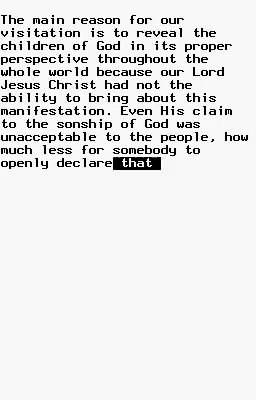 The main reason for our
visitation is to reveal the
children of God in its proper
perspective throughout the
whole world because our Lord
Jesus Christ had not the
ability to bring about this
manifestation. Even His claim
to the sonship of God was
unacceptable to the people, how
much less for somebody to
openly declare that